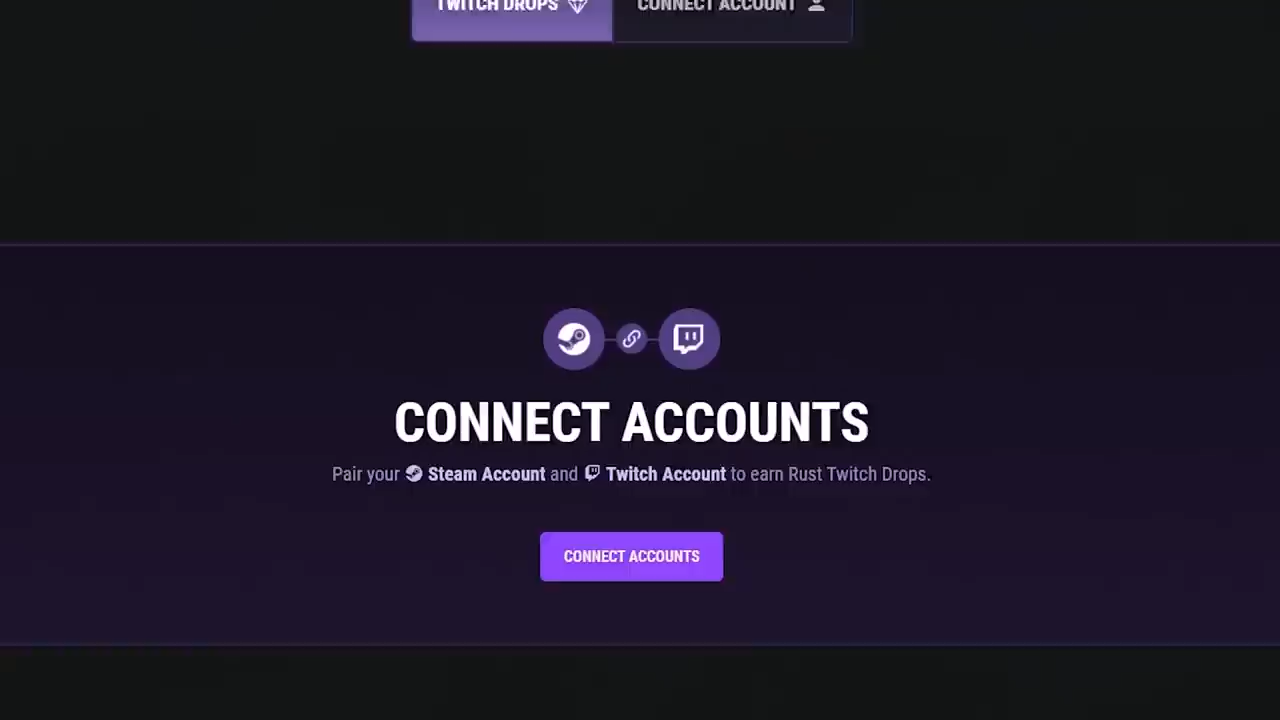 TWITCH DROPS
CONNECT ACCOUNT
CONNECT ACCOUNTS
Pair your Steam Account and Twitch Account to earn Rust Twitch Drops.
CONNECT ACCOUNTS